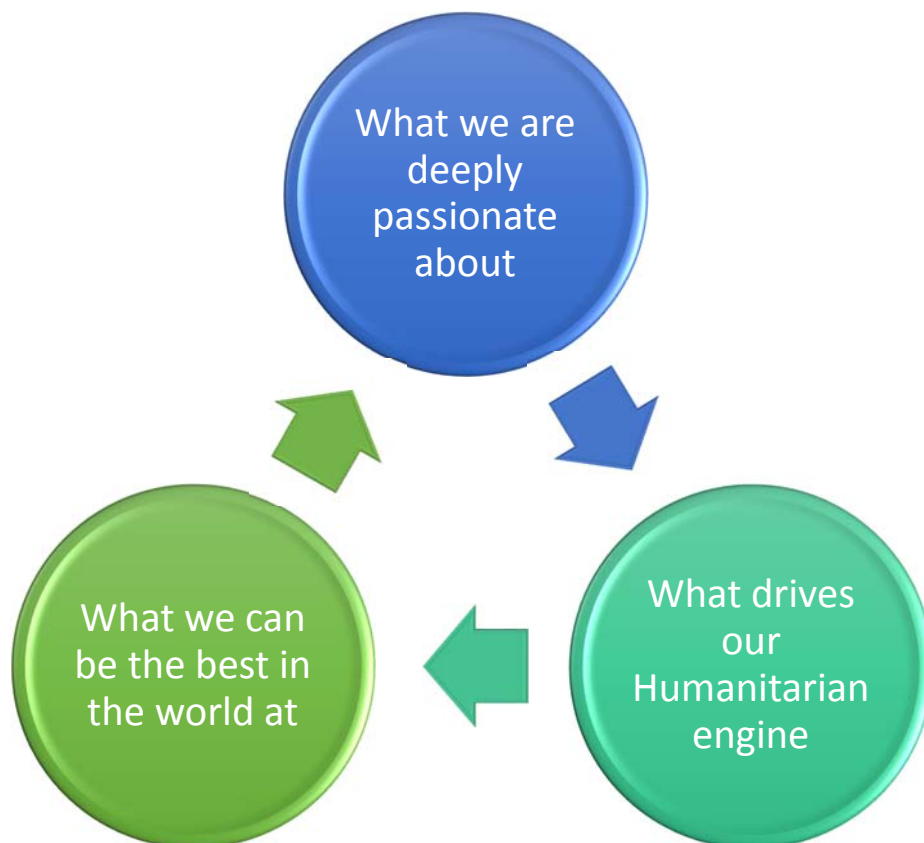 What we are
deeply
passionate
about
What drives
our
Humanitarian
engine
What we can
be the best in
the world at